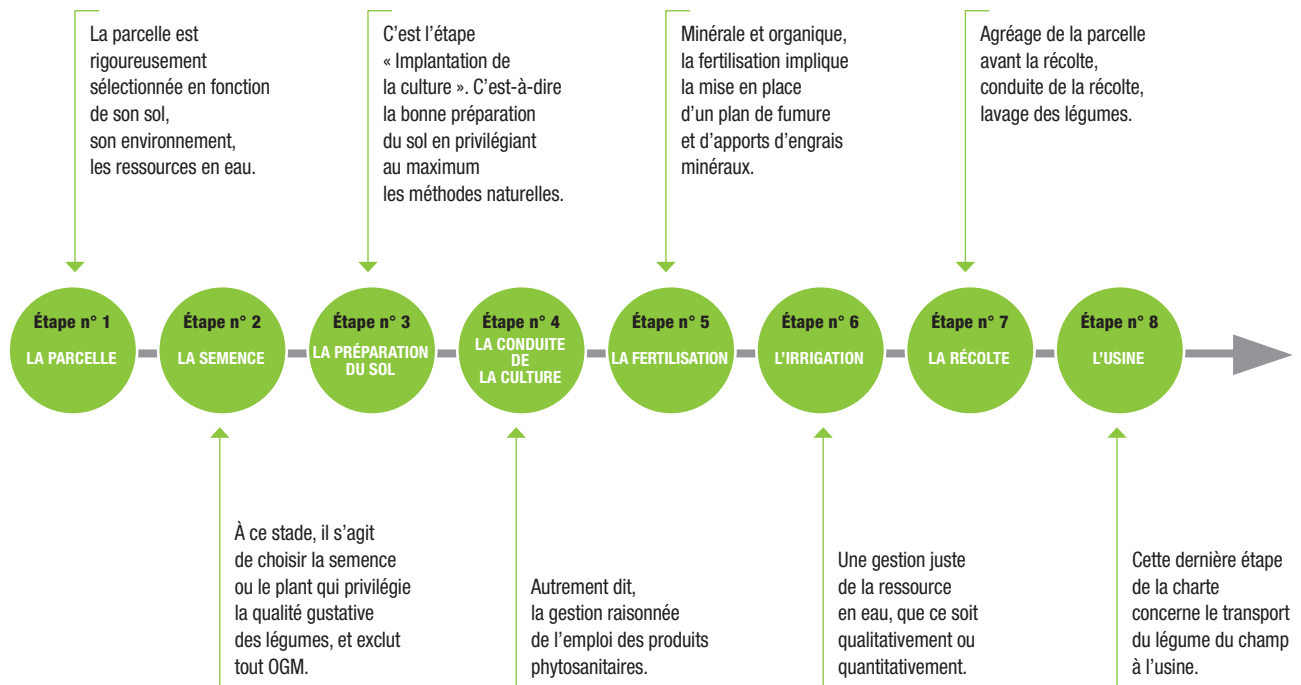 La parcelle est
rigoureusement
sélectionnée en fonction
de son sol,
son environnement,
les ressources en eau.
C’est l’étape
« Implantation de
la culture ». C’est-à-dire
la bonne préparation
du sol en privilégiant
au maximum
les méthodes naturelles.
Minérale et organique,
la fertilisation implique
la mise en place
d’un plan de fumure
et d’apports d’engrais
minéraux.
Agréage de la parcelle
avant la récolte,
conduite de la récolte,
lavage des légumes.
Étape n° 1
LA PARCELLE
Étape n° 2
LA SEMENCE
Étape n° 3
LA PRÉPARATION
DU SOL
Étape n° 4
LA CONDUITE
DE
LA CULTURE
Étape n° 5
LA FERTILISATION
Étape n° 6
L’IRRIGATION
Étape n° 7
LA RÉCOLTE
Étape n° 8
L’USINE
À ce stade, il s’agit
de choisir la semence
ou le plant qui privilégie
la qualité gustative
des légumes, et exclut
tout OGM.
Autrement dit,
la gestion raisonnée
de l’emploi des produits
phytosanitaires.
Une gestion juste
de la ressource
en eau, que ce soit
qualitativement ou
quantitativement.
Cette dernière étape
de la charte
concerne le transport
du légume du champ
à l’usine.